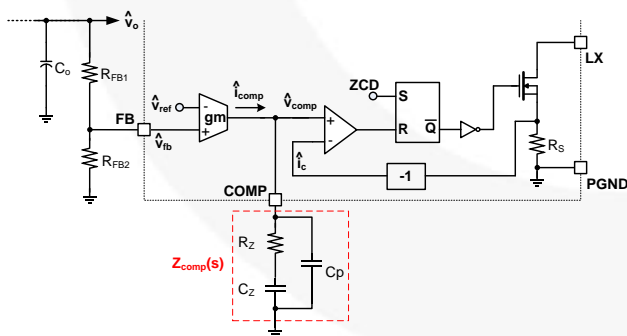 v̂o
Co
RFB1
LX
îcomp
ZCD
v̂ref
-
gm
v̂comp
S
Q̅
FB
+
+
R
v̂fb
-
îc
RFB2
RS
-1
COMP
PGND
RZ
Zcomp(s)
Cp
CZ